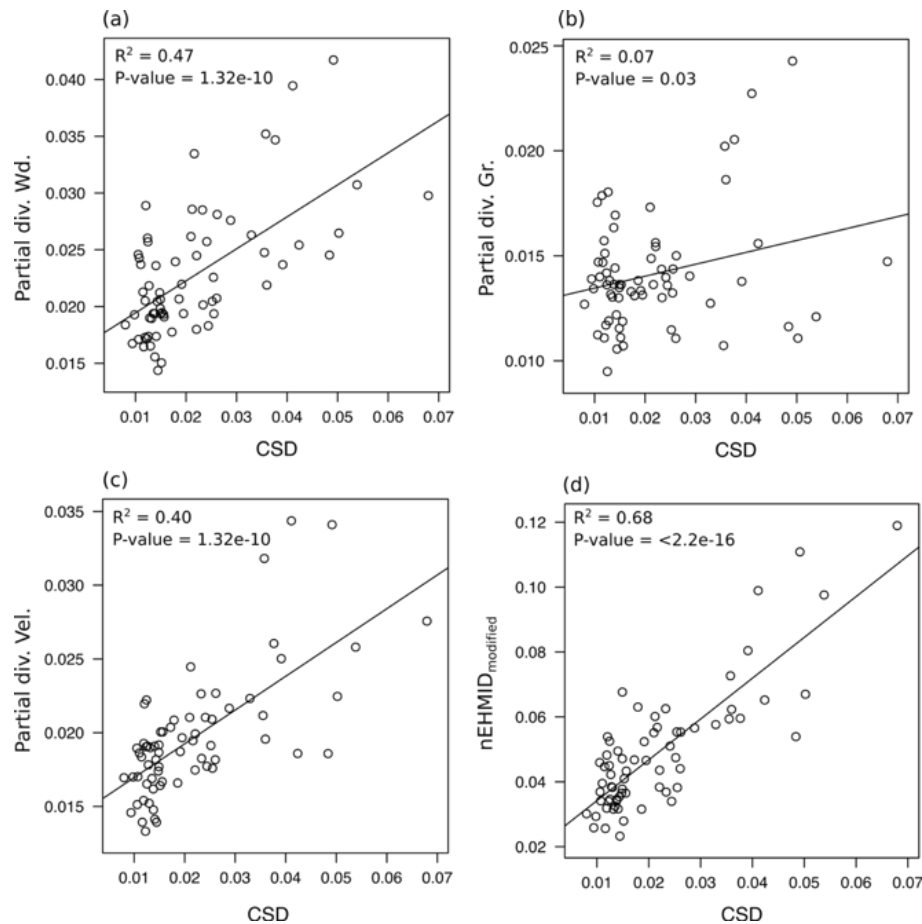 (a)
R² = 0.47
P-value = 1.32e-10
Partial div. Wd.
0.040
0.035
0.030
0.025
0.020
0.015
0.01 0.02 0.03 0.04 0.05 0.06 0.07
CSD
(b)
R² = 0.07
P-value = 0.03
Partial div. Gr.
0.025
0.020
0.015
0.010
0.01 0.02 0.03 0.04 0.05 0.06 0.07
CSD
(c)
R² = 0.40
P-value = 1.32e-10
Partial div. Vel.
0.035
0.030
0.025
0.020
0.015
0.01 0.02 0.03 0.04 0.05 0.06 0.07
CSD
(d)
R² = 0.68
P-value = <2.2e-16
nEHMID modified
0.12
0.10
0.08
0.06
0.04
0.02
0.01 0.02 0.03 0.04 0.05 0.06 0.07
CSD